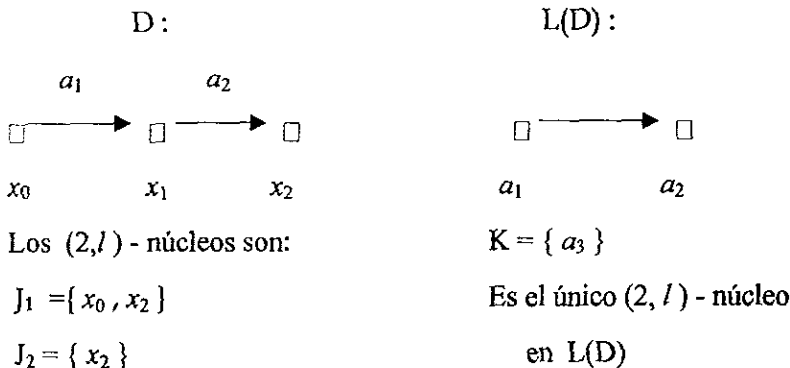 D :
L(D) :
a1 a2
x0 x1 x2
a1 a2
Los (2,l) - núcleos son:
J1 ={ x0 , x2 }
J2 = { x2 }
K = { a3 }
Es el único (2, l ) - núcleo
en L(D)